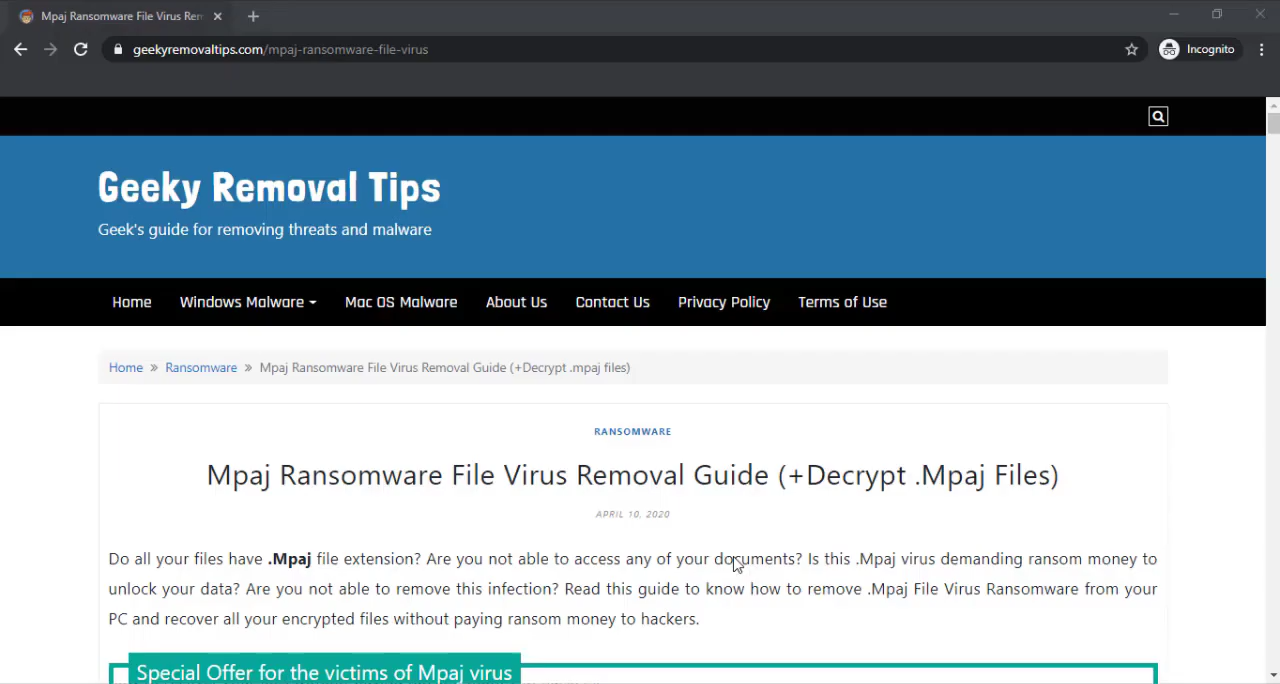 Mpaj Ransomware File Virus Rem
geekyremovaltips.com/mpaj-ransomware-file-virus
Incognito
Geeky Removal Tips
Geek's guide for removing threats and malware
Home Windows Malware Mac OS Malware About Us Contact Us Privacy Policy Terms of Use
Home » Ransomware » Mpaj Ransomware File Virus Removal Guide (+Decrypt .mpaj files)
RANSOMWARE
Mpaj Ransomware File Virus Removal Guide (+Decrypt .Mpaj Files)
APRIL 10, 2020
Do all your files have .Mpaj file extension? Are you not able to access any of your documents? Is this .Mpaj virus demanding ransom money to
unlock your data? Are you not able to remove this infection? Read this guide to know how to remove .Mpaj File Virus Ransomware from your
PC and recover all your encrypted files without paying ransom money to hackers.
Special Offer for the victims of Mpaj virus